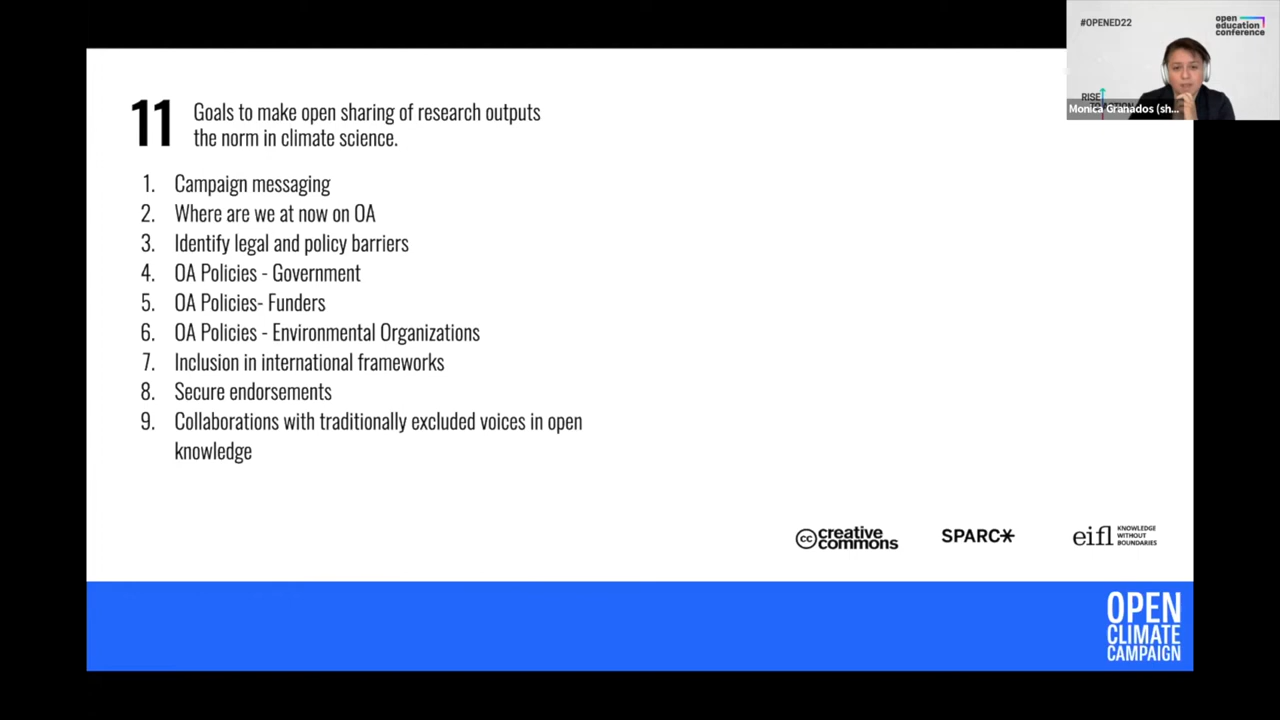 #OPENED22
open
education
conference
RISE
Monica Granados (sh...
11
Goals to make open sharing of research outputs
the norm in climate science.
1. Campaign messaging
2. Where are we at now on OA
3. Identify legal and policy barriers
4. OA Policies - Government
5. OA Policies- Funders
6. OA Policies - Environmental Organizations
7. Inclusion in international frameworks
8. Secure endorsements
9. Collaborations with traditionally excluded voices in open
knowledge
cc creative
commons
SPARC
eifl KNOWLEDGE
WITHOUT
BOUNDARIES
OPEN
CLIMATE
CAMPAIGN